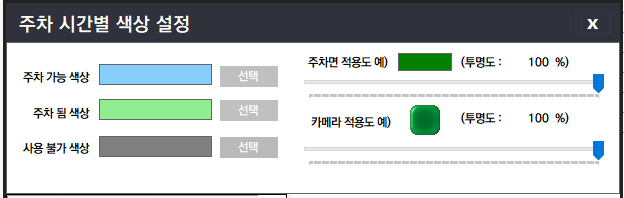 주차 시간별 색상 설정
x
주차 가능 색상
선택
주차 됨 색상
선택
사용 불가 색상
선택
주차면 적용도 예)
(투명도 : 100 %)
카메라 적용도 예)
(투명도 : 100 %)